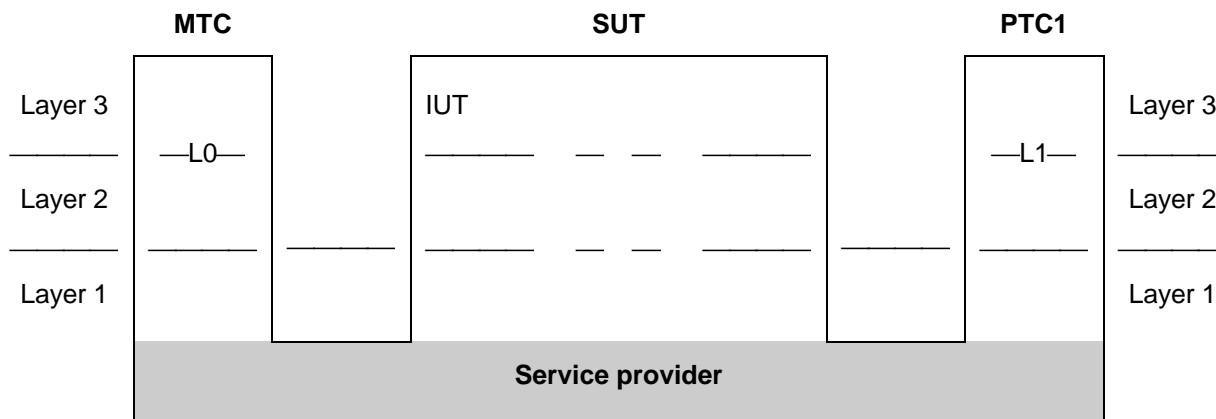 MTC SUT PTC1
Layer 3 IUT Layer 3
L0 L1
Layer 2 Layer 2
Layer 1 Layer 1
Service provider